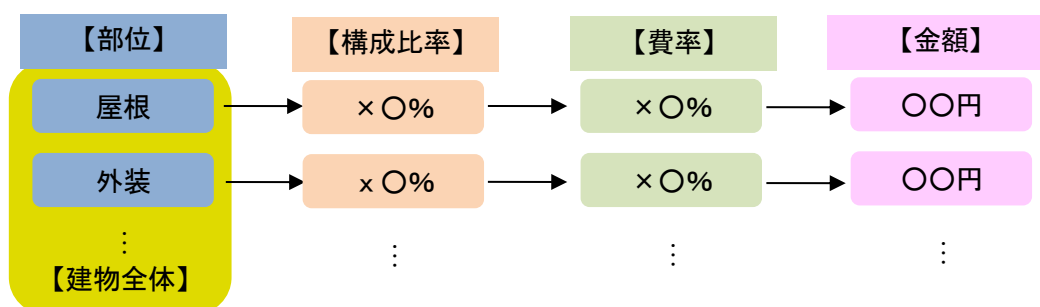 【部位】 【構成比率】 【費率】 【金額】
屋根 ×〇% ×〇% 〇〇円
外装 x〇% ×〇% 〇〇円
⋮ ⋮ ⋮ ⋮
【建物全体】